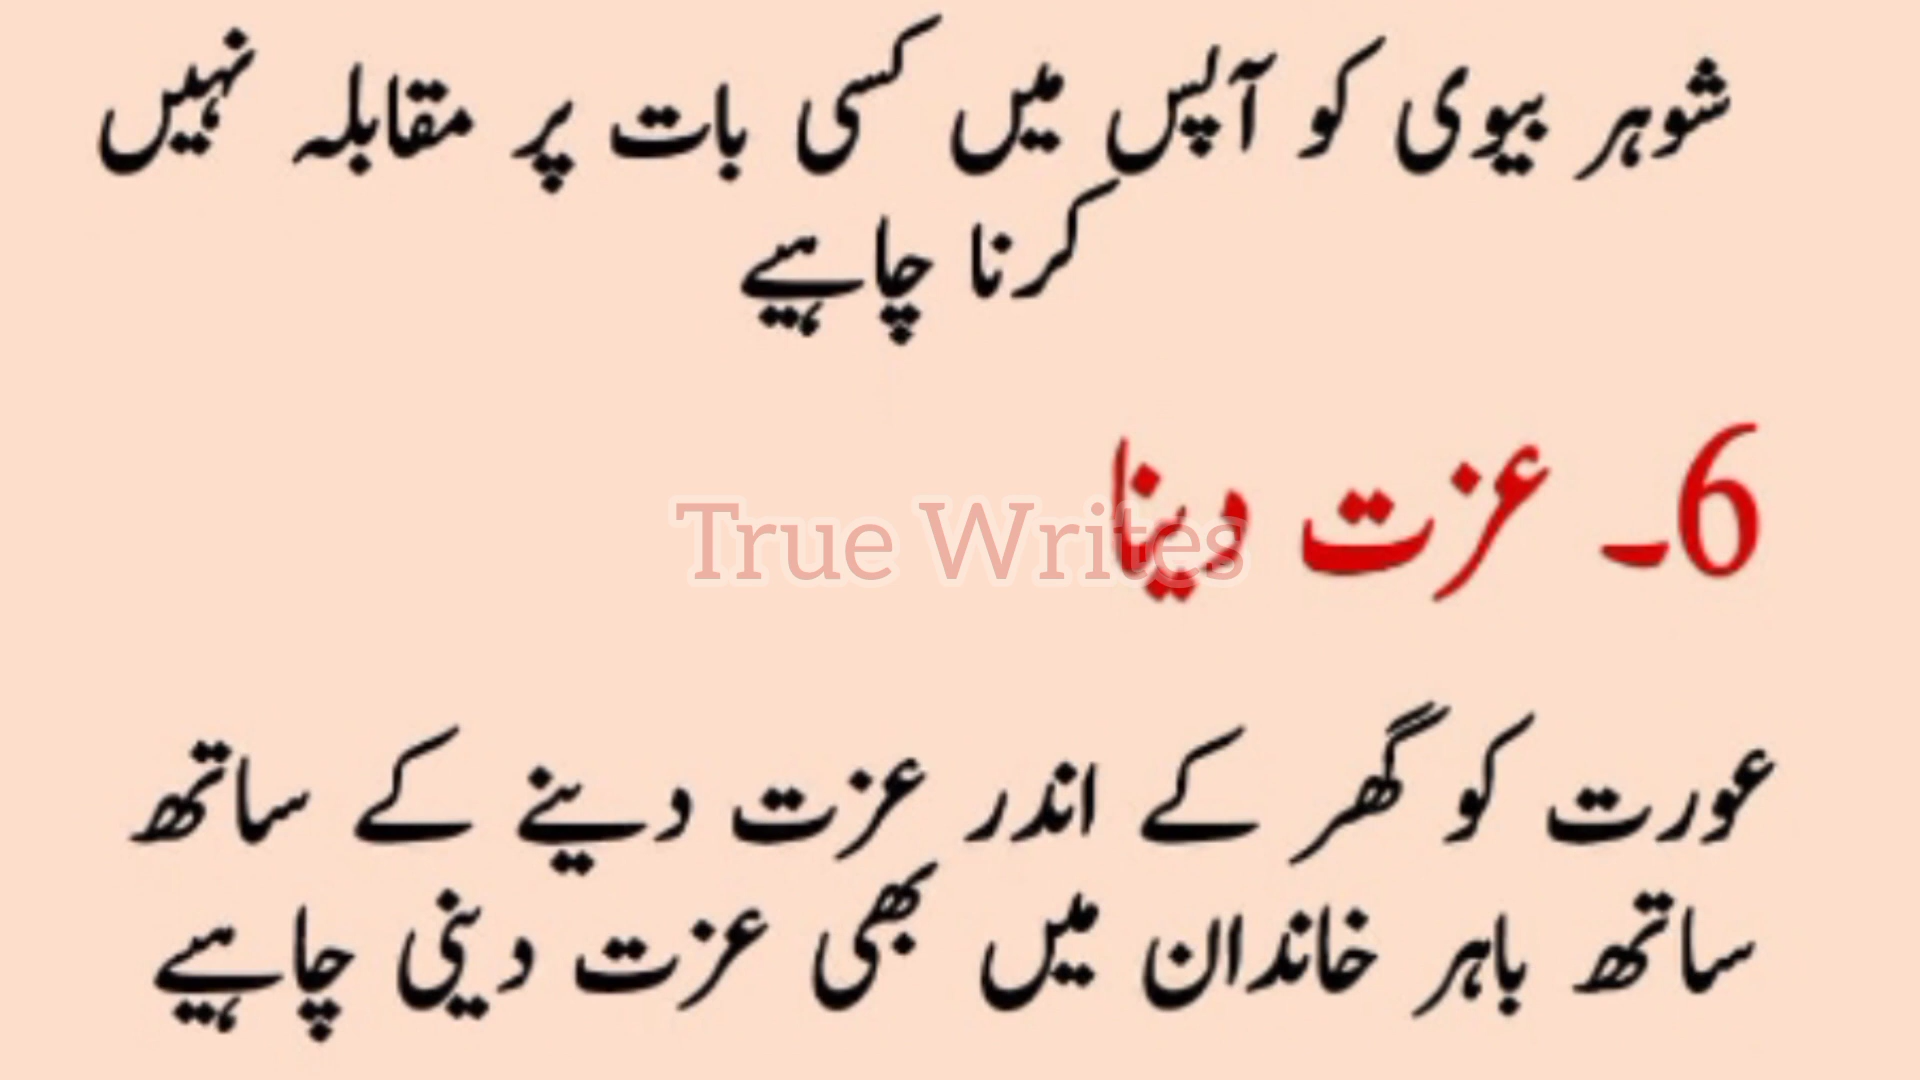 شوہر بیوی کو آپس میں کسی بات پر مقابلہ نہیں
کرنا چاہیے
6۔ عزت دینا
True Writes
عورت کو گھر کے اندر عزت دینے کے ساتھ
ساتھ باہر خاندان میں بھی عزت دینی چاہیے